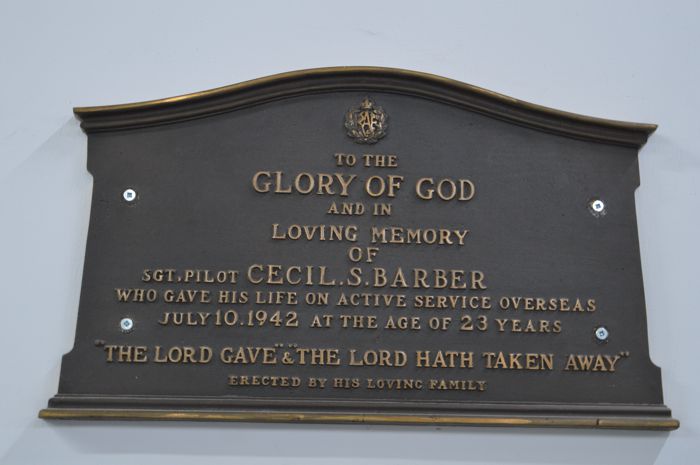 RAF
TO THE
GLORY OF GOD
AND IN
LOVING MEMORY
OF
SGT. PILOT CECIL.S.BARBER
WHO GAVE HIS LIFE ON ACTIVE SERVICE OVERSEAS
JULY 10.1942 AT THE AGE OF 23 YEARS
"THE LORD GAVE" & "THE LORD HATH TAKEN AWAY"
ERECTED BY HIS LOVING FAMILY